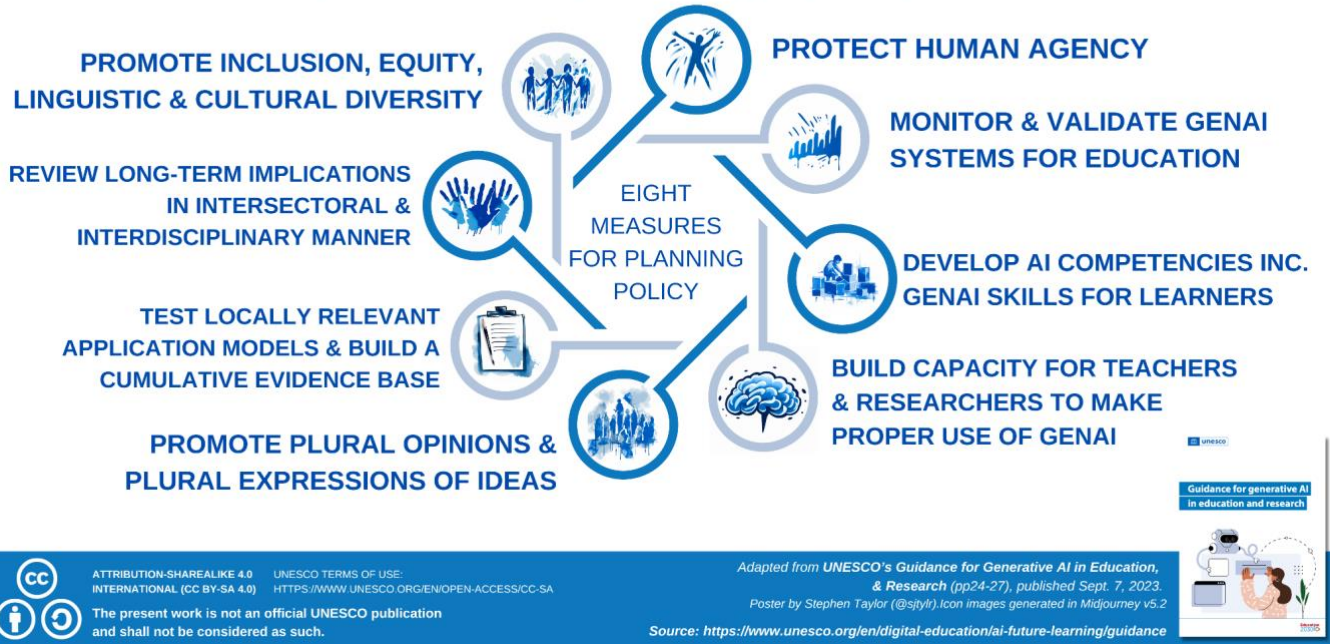 EIGHT
MEASURES
FOR PLANNING
POLICY
PROTECT HUMAN AGENCY
MONITOR & VALIDATE GENAI
SYSTEMS FOR EDUCATION
DEVELOP AI COMPETENCIES INC.
GENAI SKILLS FOR LEARNERS
BUILD CAPACITY FOR TEACHERS
& RESEARCHERS TO MAKE
PROPER USE OF GENAI
PROMOTE PLURAL OPINIONS &
PLURAL EXPRESSIONS OF IDEAS
TEST LOCALLY RELEVANT
APPLICATION MODELS & BUILD A
CUMULATIVE EVIDENCE BASE
REVIEW LONG-TERM IMPLICATIONS
IN INTERSECTORAL &
INTERDISCIPLINARY MANNER
PROMOTE INCLUSION, EQUITY,
LINGUISTIC & CULTURAL DIVERSITY
unesco
Guidance for generative AI
in education and research
cc
ATTRIBUTION-SHAREALIKE 4.0
INTERNATIONAL (CC BY-SA 4.0)
UNESCO TERMS OF USE:
HTTPS://WWW.UNESCO.ORG/EN/OPEN-ACCESS/CC-SA
The present work is not an official UNESCO publication
and shall not be considered as such.
Adapted from UNESCO's Guidance for Generative AI in Education,
& Research (pp24-27), published Sept. 7, 2023.
Poster by Stephen Taylor (@sjtylr).Icon images generated in Midjourney v5.2
Source: https://www.unesco.org/en/digital-education/ai-future-learning/guidance